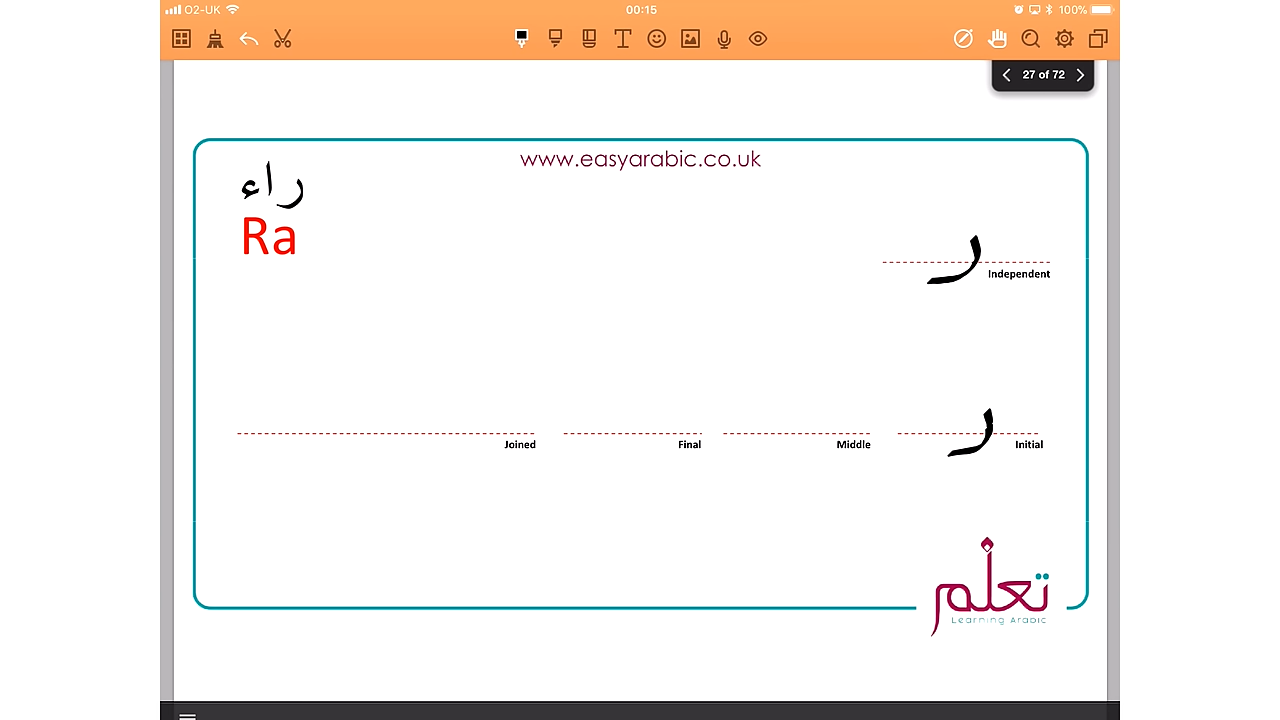 O2-UK 00:15 100%
27 of 72
www.easyarabic.co.uk
راء
Ra
ر
Independent
ر
Joined Final Middle Initial
تعلم
Learning Arabic